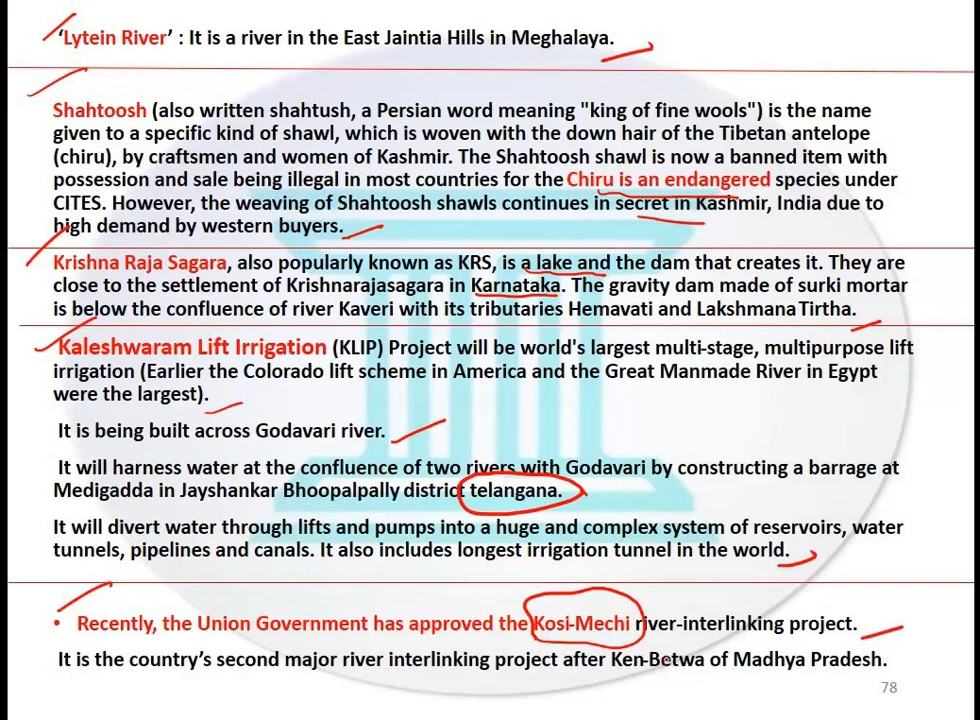 ‘Lytein River’ : It is a river in the East Jaintia Hills in Meghalaya.
Shahtoosh (also written shahtush, a Persian word meaning "king of fine wools") is the name
given to a specific kind of shawl, which is woven with the down hair of the Tibetan antelope
(chiru), by craftsmen and women of Kashmir. The Shahtoosh shawl is now a banned item with
possession and sale being illegal in most countries for the Chiru is an endangered species under
CITES. However, the weaving of Shahtoosh shawls continues in secret in Kashmir, India due to
high demand by western buyers.
Krishna Raja Sagara, also popularly known as KRS, is a lake and the dam that creates it. They are
close to the settlement of Krishnarajasagara in Karnataka. The gravity dam made of surki mortar
is below the confluence of river Kaveri with its tributaries Hemavati and Lakshmana Tirtha.
Kaleshwaram Lift Irrigation (KLIP) Project will be world's largest multi-stage, multipurpose lift
irrigation (Earlier the Colorado lift scheme in America and the Great Manmade River in Egypt
were the largest).
It is being built across Godavari river.
It will harness water at the confluence of two rivers with Godavari by constructing a barrage at
Medigadda in Jayshankar Bhoopalpally district telangana.
It will divert water through lifts and pumps into a huge and complex system of reservoirs, water
tunnels, pipelines and canals. It also includes longest irrigation tunnel in the world.
• Recently, the Union Government has approved the Kosi-Mechi river-interlinking project.
It is the country’s second major river interlinking project after Ken-Betwa of Madhya Pradesh.
78